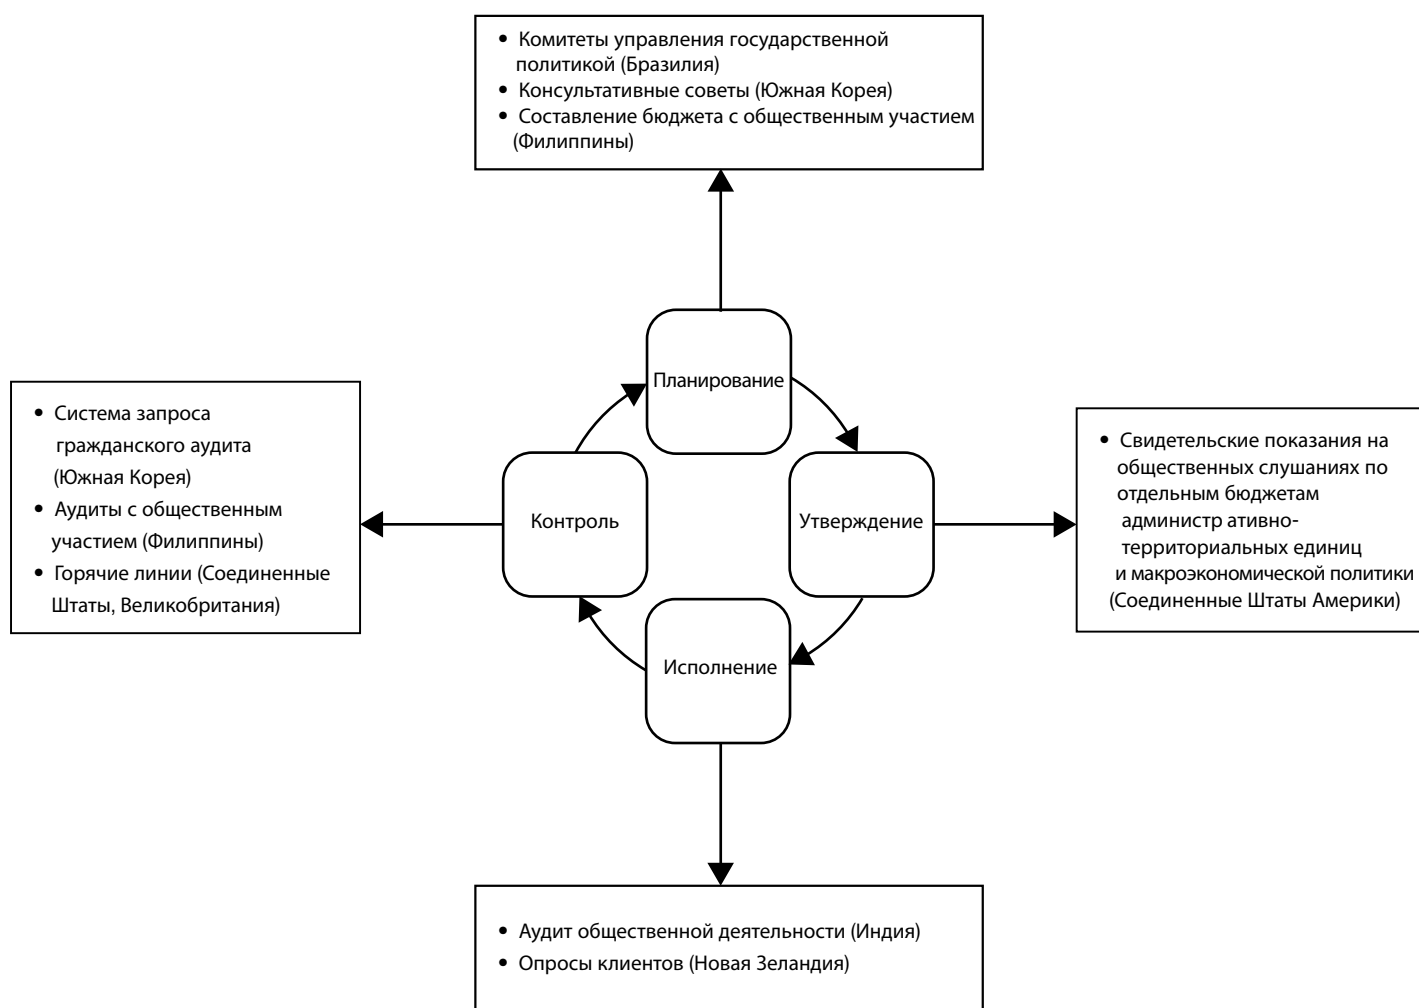 • Комитеты управления государственной
политикой (Бразилия)
• Консультативные советы (Южная Корея)
• Составление бюджета с общественным участием
(Филиппины)
Планирование
• Система запроса
гражданского аудита
(Южная Корея)
• Аудиты с общественным
участием (Филиппины)
• Горячие линии (Соединенные
Штаты, Великобритания)
Контроль
Утверждение
• Свидетельские показания на
общественных слушаниях по
отдельным бюджетам
администр ативно-
территориальных единиц
и макроэкономической политики
(Соединенные Штаты Америки)
Исполнение
• Аудит общественной деятельности (Индия)
• Опросы клиентов (Новая Зеландия)